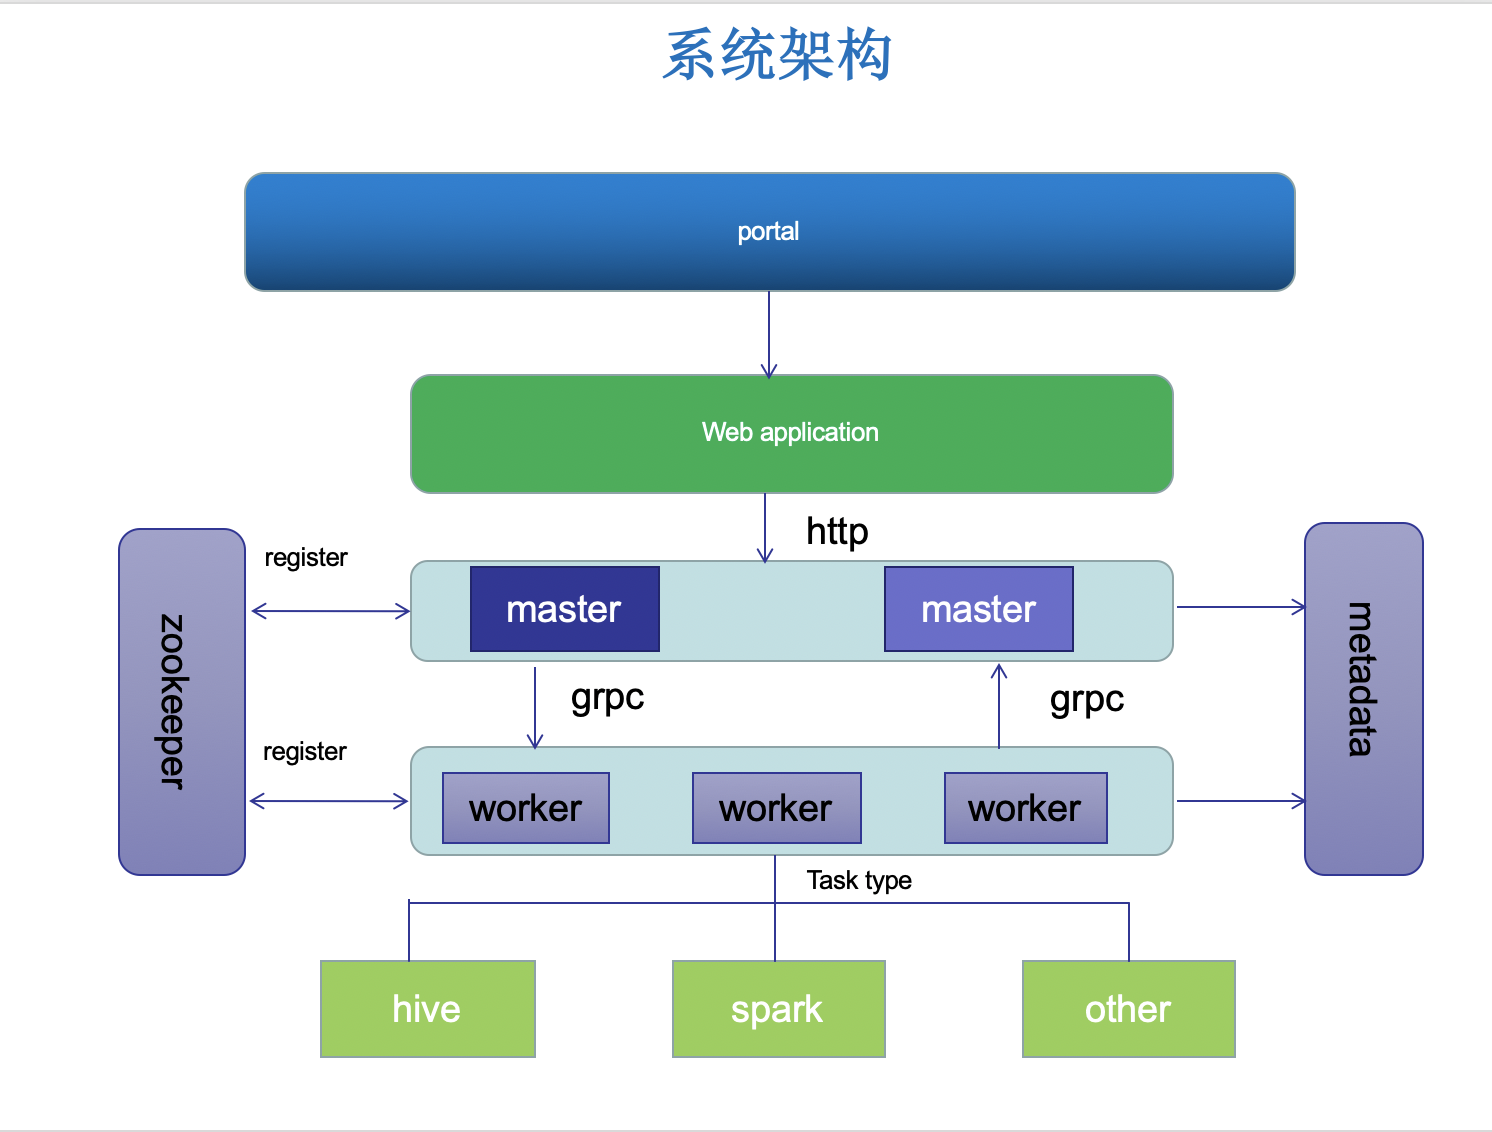 系统架构
portal
Web application
http
register
master
master
zookeeper
metadata
grpc
grpc
register
worker
worker
worker
Task type
hive
spark
other